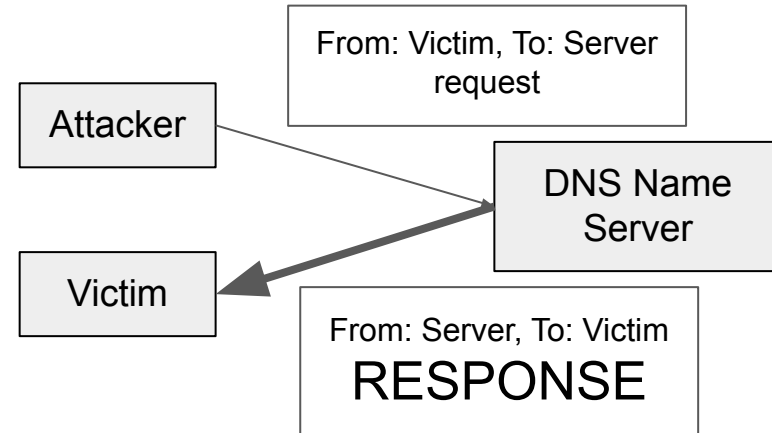 From: Victim, To: Server
request
Attacker
DNS Name
Server
Victim
From: Server, To: Victim
RESPONSE